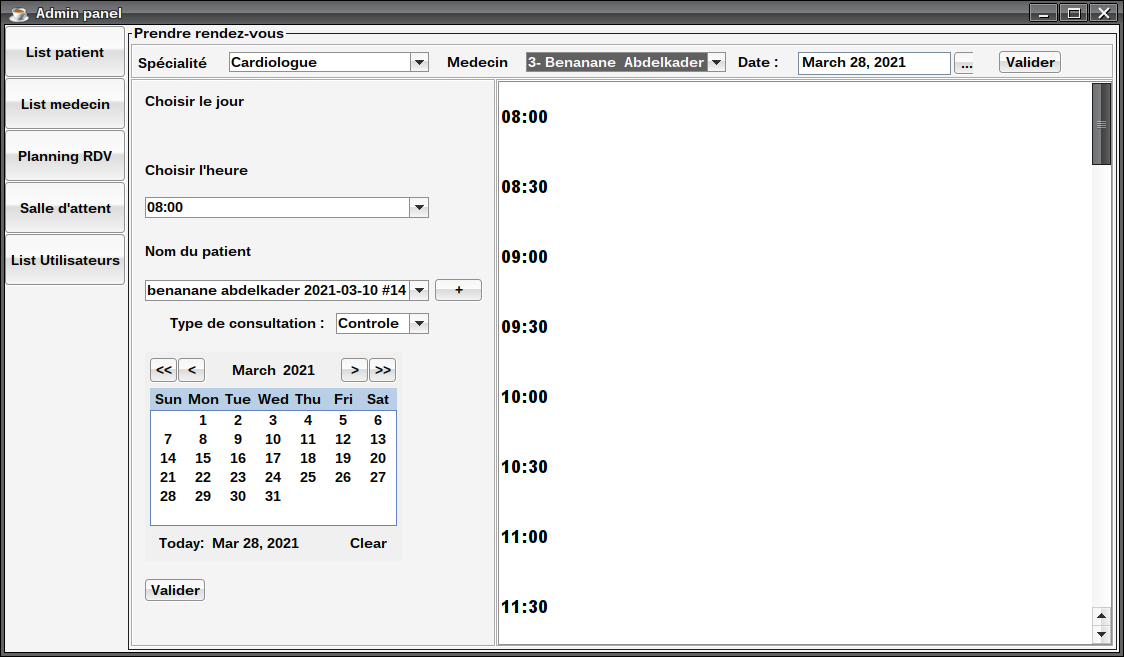 Admin panel
List patient
List medecin
Planning RDV
Salle d'attent
List Utilisateurs
Prendre rendez-vous
Spécialité Cardiologue Medecin 3- Benanane Abdelkader Date : March 28, 2021 ... Valider
Choisir le jour
Choisir l'heure
08:00
Nom du patient
benanane abdelkader 2021-03-10 #14 +
Type de consultation : Controle
<< < March 2021 > >>
Sun Mon Tue Wed Thu Fri Sat
1 2 3 4 5 6
7 8 9 10 11 12 13
14 15 16 17 18 19 20
21 22 23 24 25 26 27
28 29 30 31
Today: Mar 28, 2021 Clear
Valider
08:00
08:30
09:00
09:30
10:00
10:30
11:00
11:30